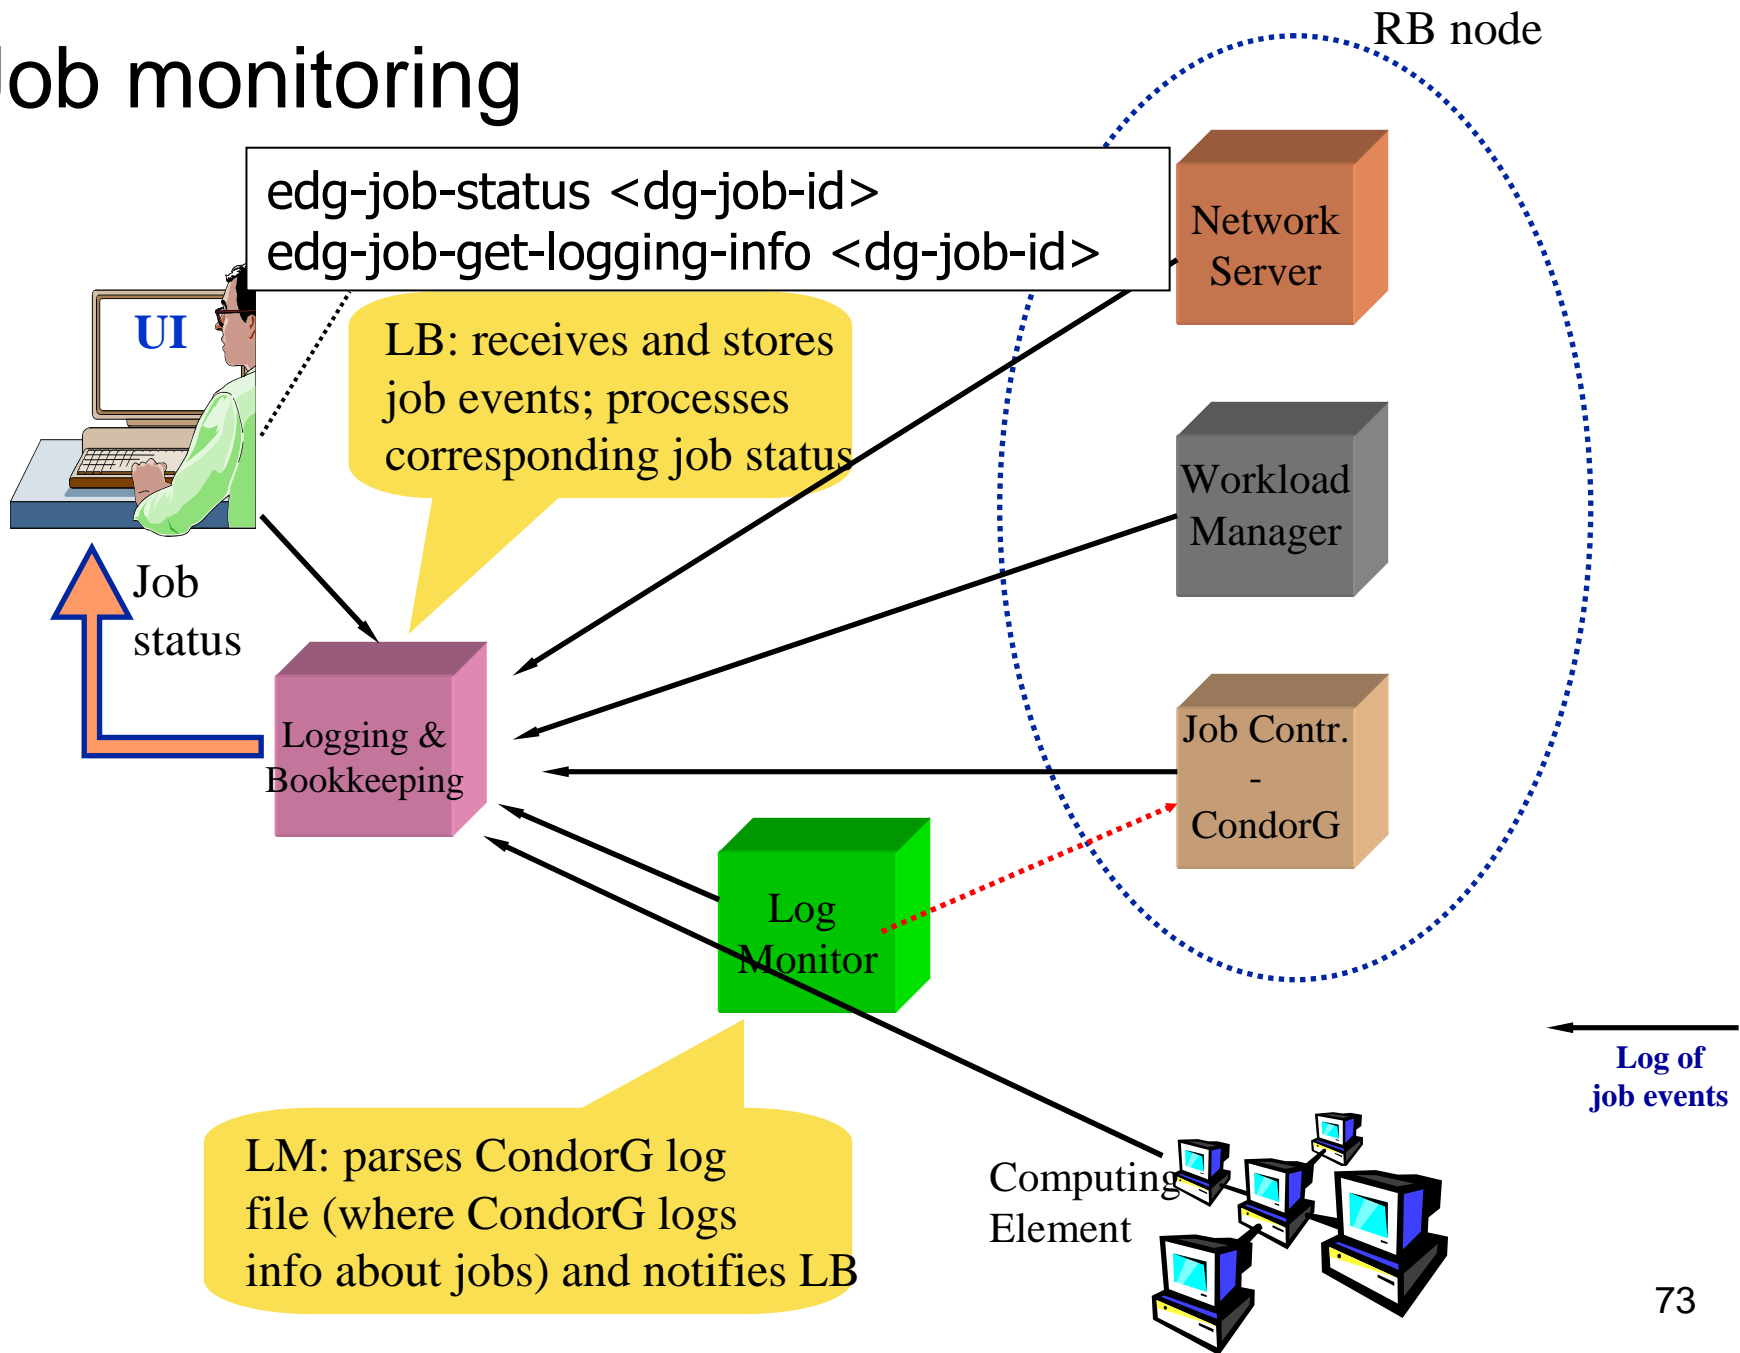 RB node
Job monitoring
edg-job-status <dg-job-id>
edg-job-get-logging-info <dg-job-id>
Network
Server
UI
LB: receives and stores
job events; processes
corresponding job status
Workload
Manager
Job
status
Logging &
Bookkeeping
Job Contr.
-
CondorG
Log
Monitor
Log of
job events
LM: parses CondorG log
file (where CondorG logs
info about jobs) and notifies LB
Computing
Element
73